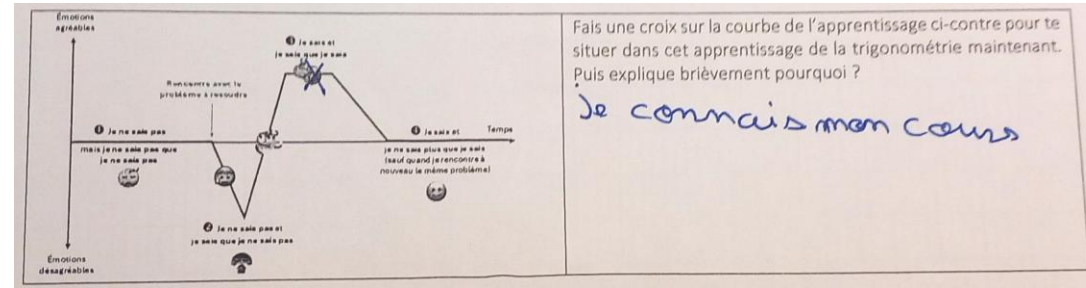 Émotions
agréables
❸ Je sais et
je sais que je sais
Rencontre avec le
problème à resoudre
❶ Je ne sais pas
mais je ne sais pas que
je ne sais pas
❹ Je sais et
je ne sais plus que je sais
(sauf quand je rencontre à
nouveau le même problème)
Temps
❷ Je ne sais pas et
je sais que je ne sais pas
Émotions
désagréables
Fais une croix sur la courbe de l'apprentissage ci-contre pour te
situer dans cet apprentissage de la trigonométrie maintenant.
Puis explique brièvement pourquoi ?
Je connais mon cours